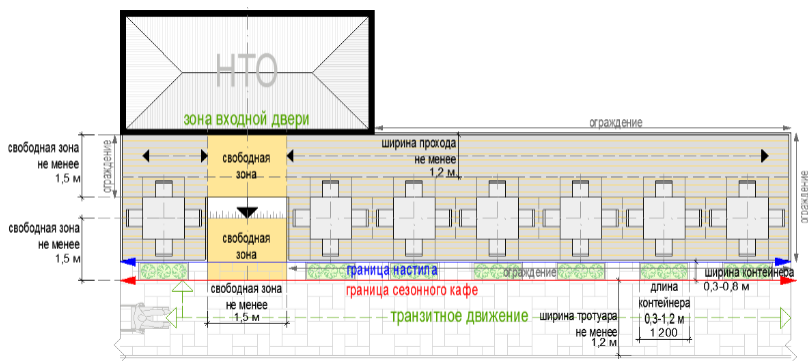 НТО
зона входной двери
ограждение
свободная зона
не менее
1,5 м
ограждение
свободная
зона
ширина прохода
не менее
1,2 м
ограждение
свободная зона
не менее
1,5 м
свободная
зона
граница настила
ограждение
ширина контейнера
0,3-0,8 м
свободная зона
не менее
1,5 м
граница сезонного кафе
длина
контейнера
0,3-1,2 м
1 200
транзитное движение
ширина тротуара
не менее
1,2 м